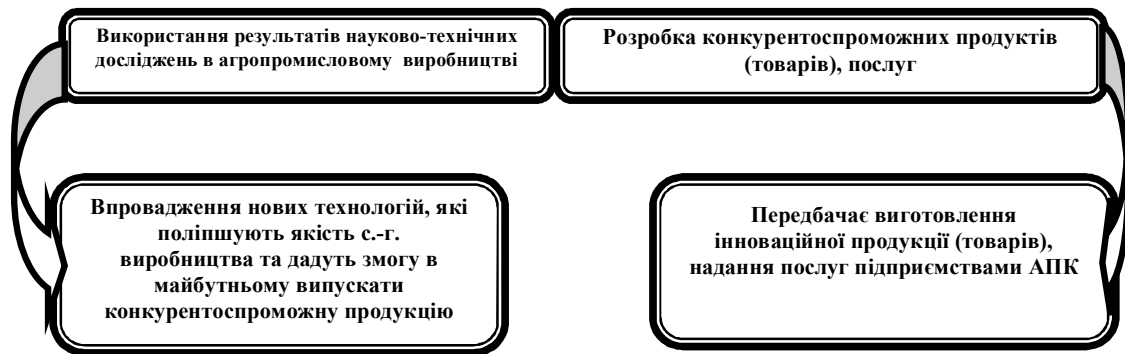 Використання результатів науково-технічних
досліджень в агропромисловому виробництві
Розробка конкурентоспроможних продуктів
(товарів), послуг
Впровадження нових технологій, які
поліпшують якість с.-г.
виробництва та дадуть змогу в
майбутньому випускати
конкурентоспроможну продукцію
Передбачає виготовлення
інноваційної продукції (товарів),
надання послуг підприємствами АПК